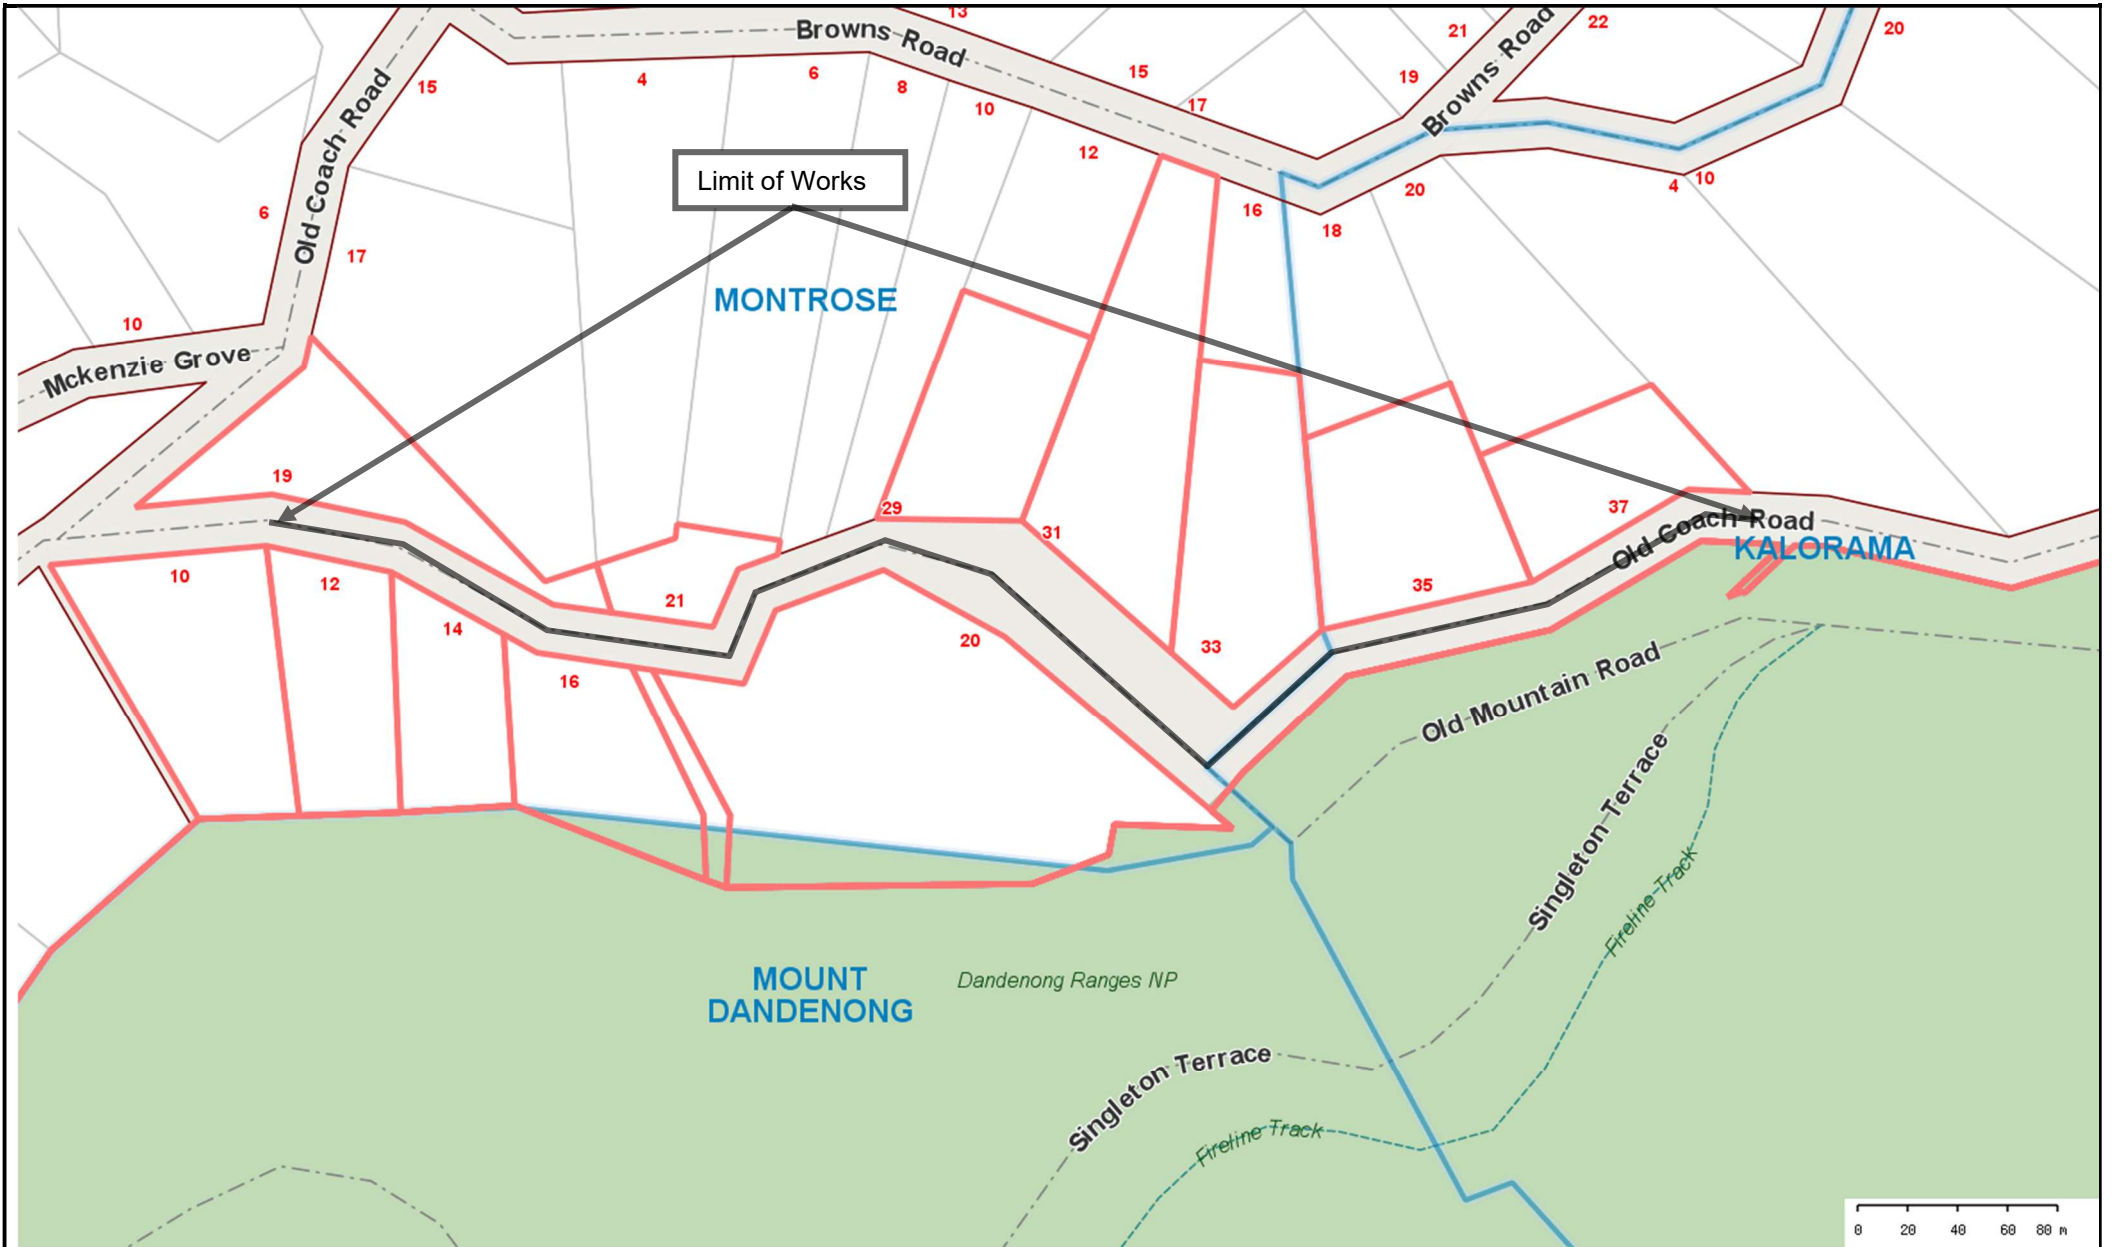 13
20
21
22
Browns Road
Browns Road
15
4
6
8
10
15
17
19
12
Old Coach Road
Limit of Works
16
18
20
4
10
6
17
MONTROSE
10
Mckenzie Grove
19
29
31
37
Old Coach Road
KALORAMA
10
12
21
35
14
20
33
16
Old Mountain Road
Singleton Terrace
Fireline Track
MOUNT
DANDENONG
Dandenong Ranges NP
Singleton Terrace
Fireline Track
0 20 40 60 80 m